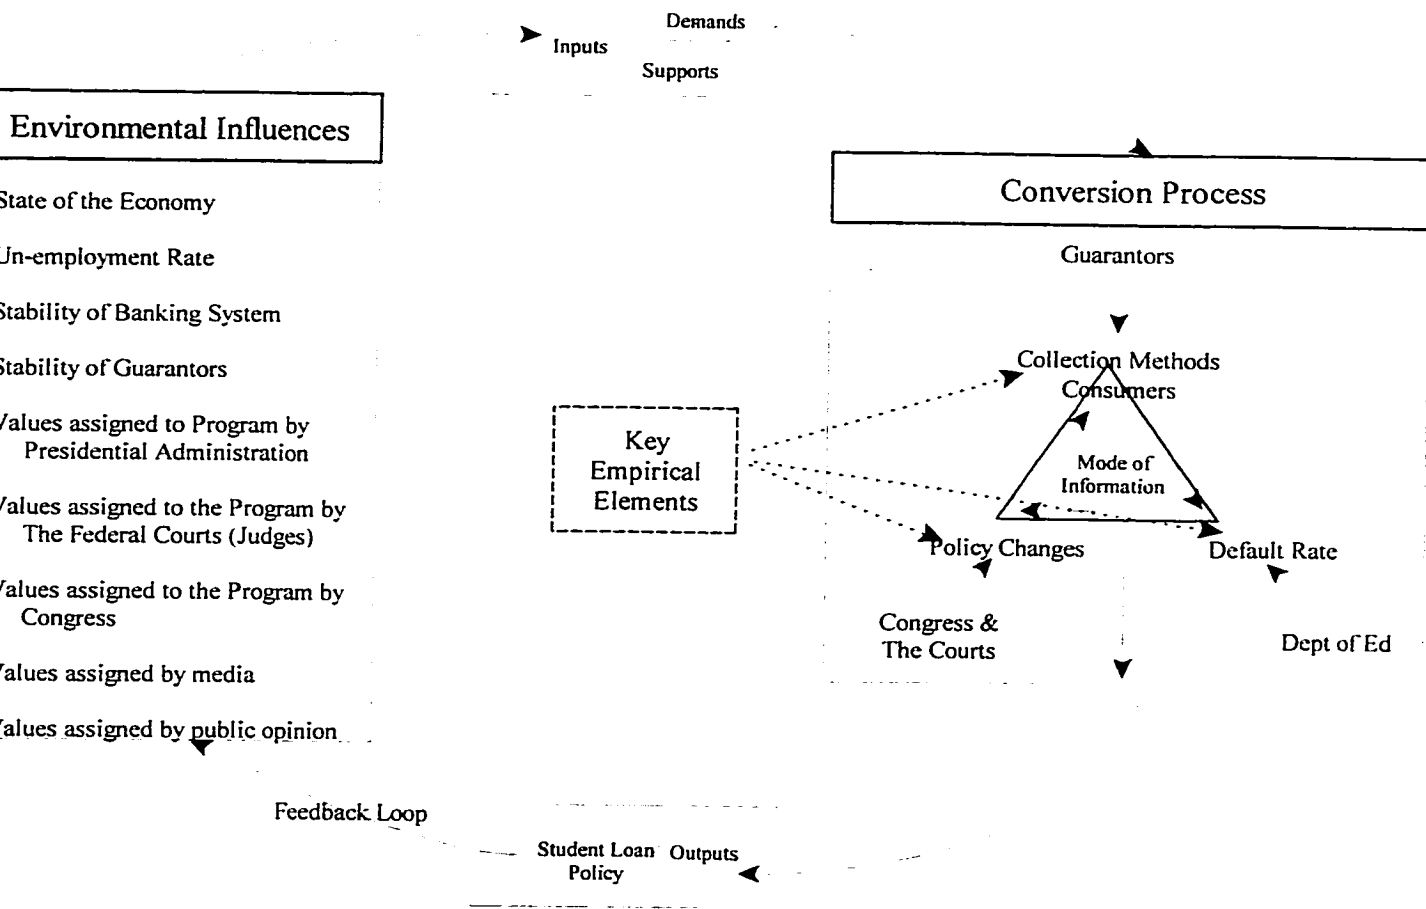 Demands
Inputs
Supports
Environmental Influences
State of the Economy
Un-employment Rate
Stability of Banking System
Stability of Guarantors
Values assigned to Program by
Presidential Administration
Values assigned to the Program by
The Federal Courts (Judges)
Values assigned to the Program by
Congress
Values assigned by media
Values assigned by public opinion
Key
Empirical
Elements
Conversion Process
Guarantors
Collection Methods
Consumers
Mode of
Information
Policy Changes
Default Rate
Congress &
The Courts
Dept of Ed
Feedback Loop
Student Loan Outputs
Policy